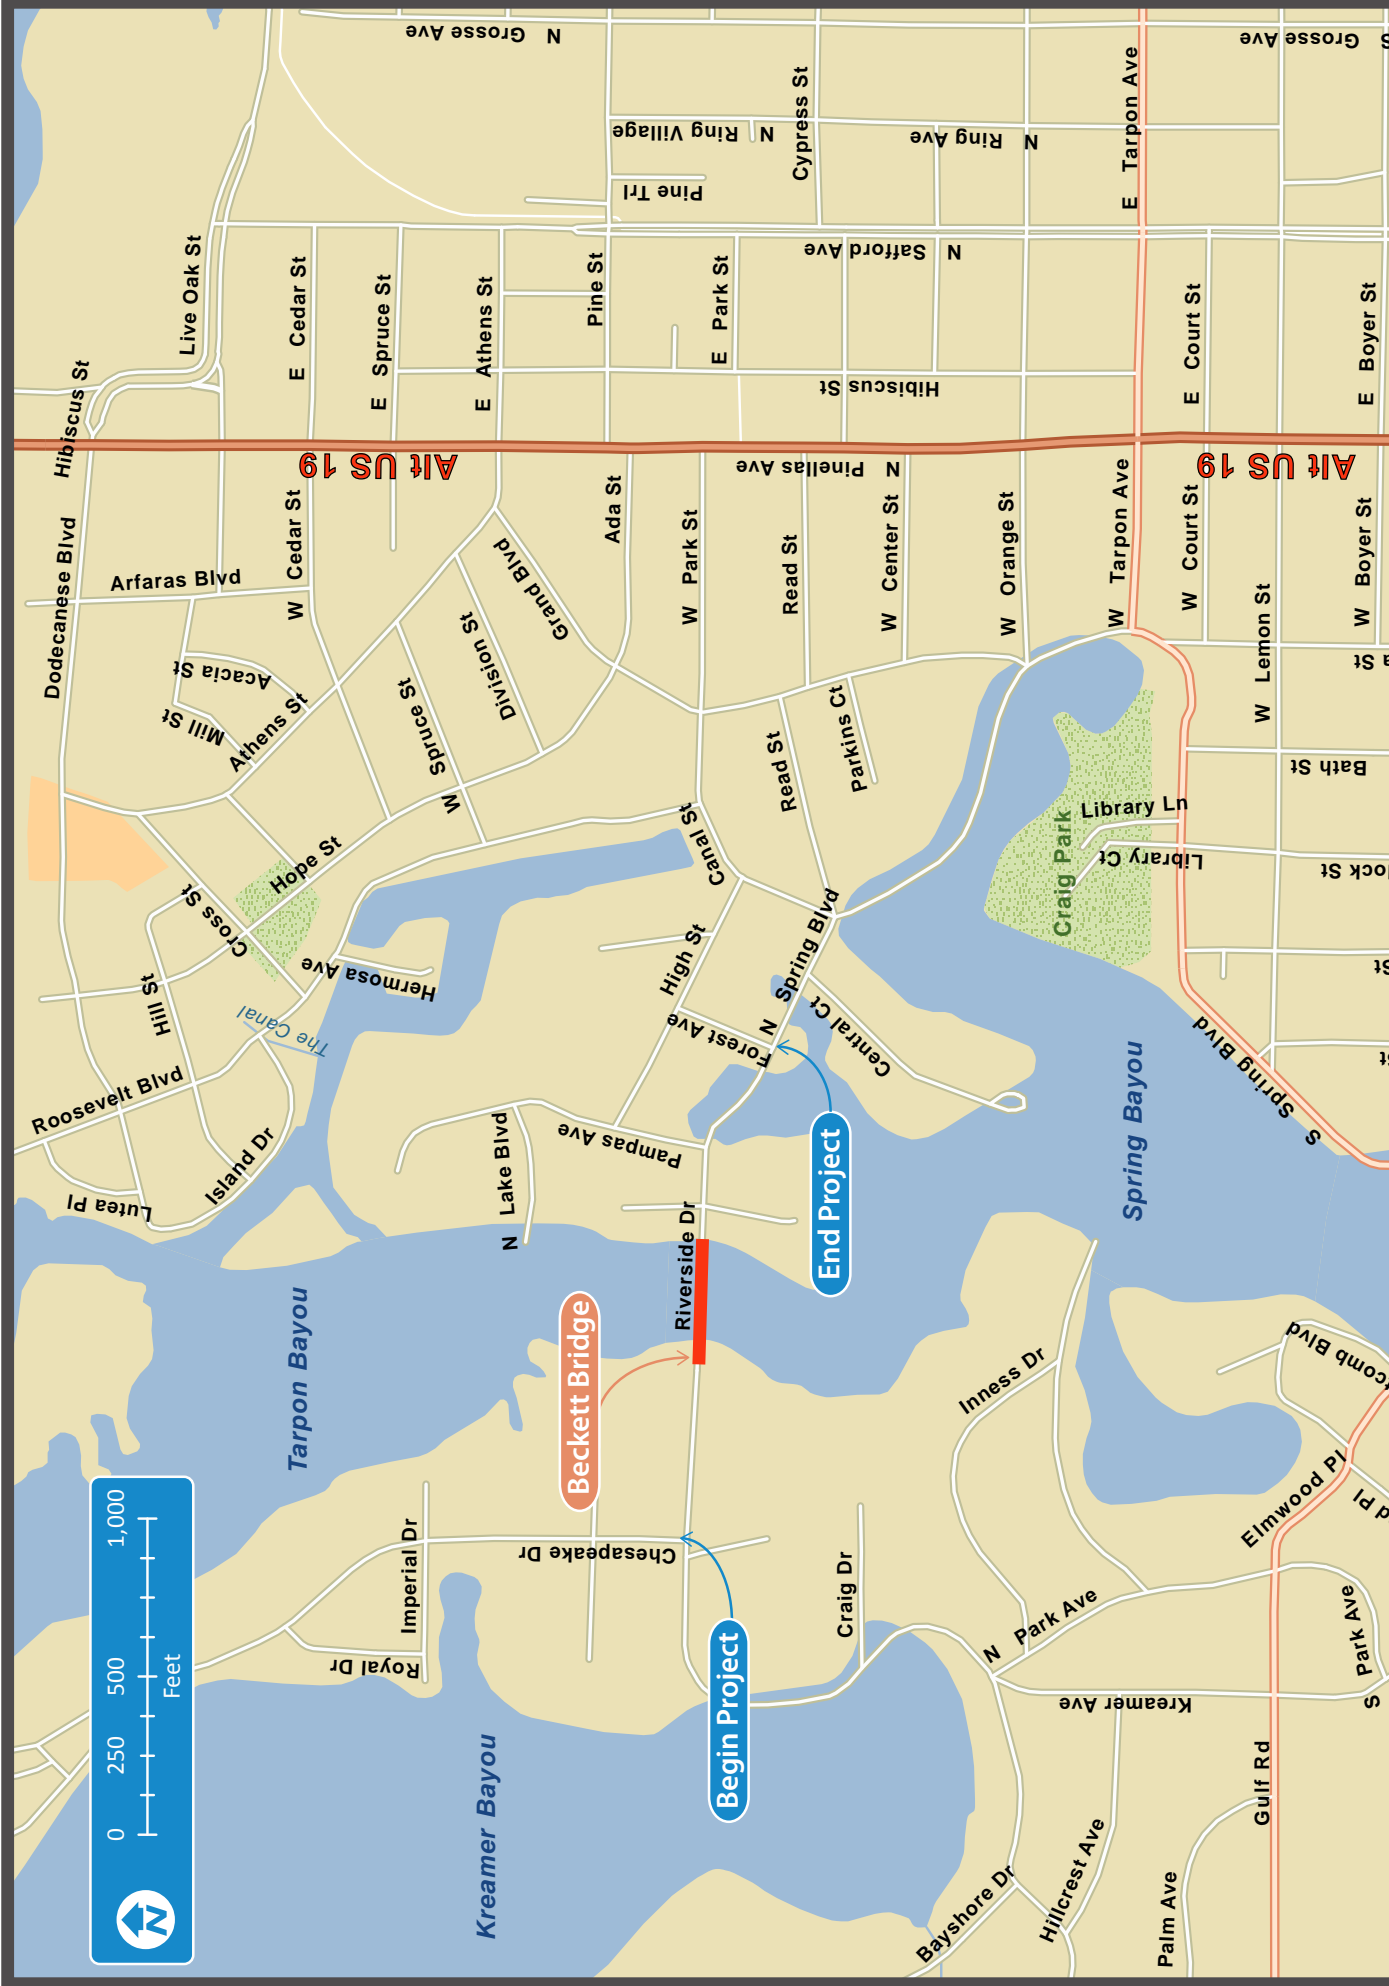 Hibiscus St
Live Oak St
E Cedar St
E Spruce St
E Athens St
Pine St
E Park St
N Grosse Ave
N Ring Village
Pine Trl
Cypress St
N Ring Ave
N Safford Ave
Hibiscus St
E Tarpon Ave
S Grosse Ave
E Court St
E Boyer St
Alt US 19
N Pinellas Ave
Alt US 19
Dodecanese Blvd
Arfaras Blvd
W Cedar St
Acacia St
Mill St
Athens St
W Spruce St
Division St
Grand Blvd
Ada St
W Park St
Read St
W Center St
W Orange St
W Tarpon Ave
W Court St
W Lemon St
W Boyer St
a St
Bath St
Parkins Ct
Read St
Canal St
Library Ln
Library Ct
Craig Park
ock St
St
St
Hope St
Cross St
Hill St
Hermosa Ave
The Canal
Roosevelt Blvd
Island Dr
Lutea Pl
High St
Forest Ave
N Spring Blvd
Central Ct
Pampas Ave
N Lake Blvd
Riverside Dr
End Project
Spring Bayou
S Spring Blvd
Tarpon Bayou
Beckett Bridge
Inness Dr
tcomb Blvd
Elmwood Pl
d Pl
Imperial Dr
Chesapeake Dr
Royal Dr
Craig Dr
Begin Project
N Park Ave
S Park Ave
Kreamer Ave
Kreamer Bayou
Bayshore Dr
Hillcrest Ave
Palm Ave
Gulf Rd
0 250 500 1,000
Feet
N